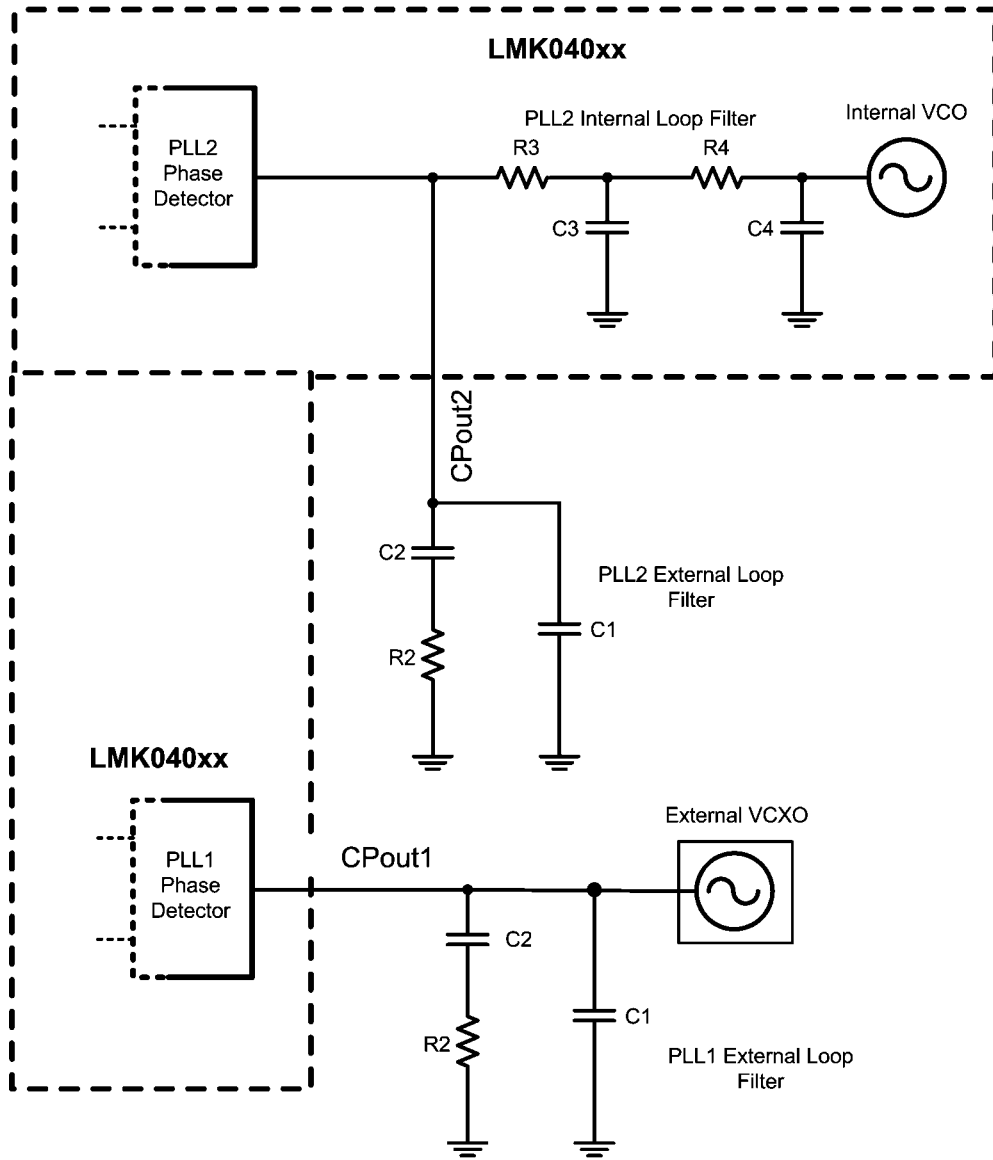 LMK040xx
PLL2 Internal Loop Filter
Internal VCO
R3
R4
PLL2
Phase
Detector
C3
C4
CPout2
C2
PLL2 External Loop
Filter
C1
R2
LMK040xx
External VCXO
CPout1
PLL1
Phase
Detector
C2
C1
R2
PLL1 External Loop
Filter